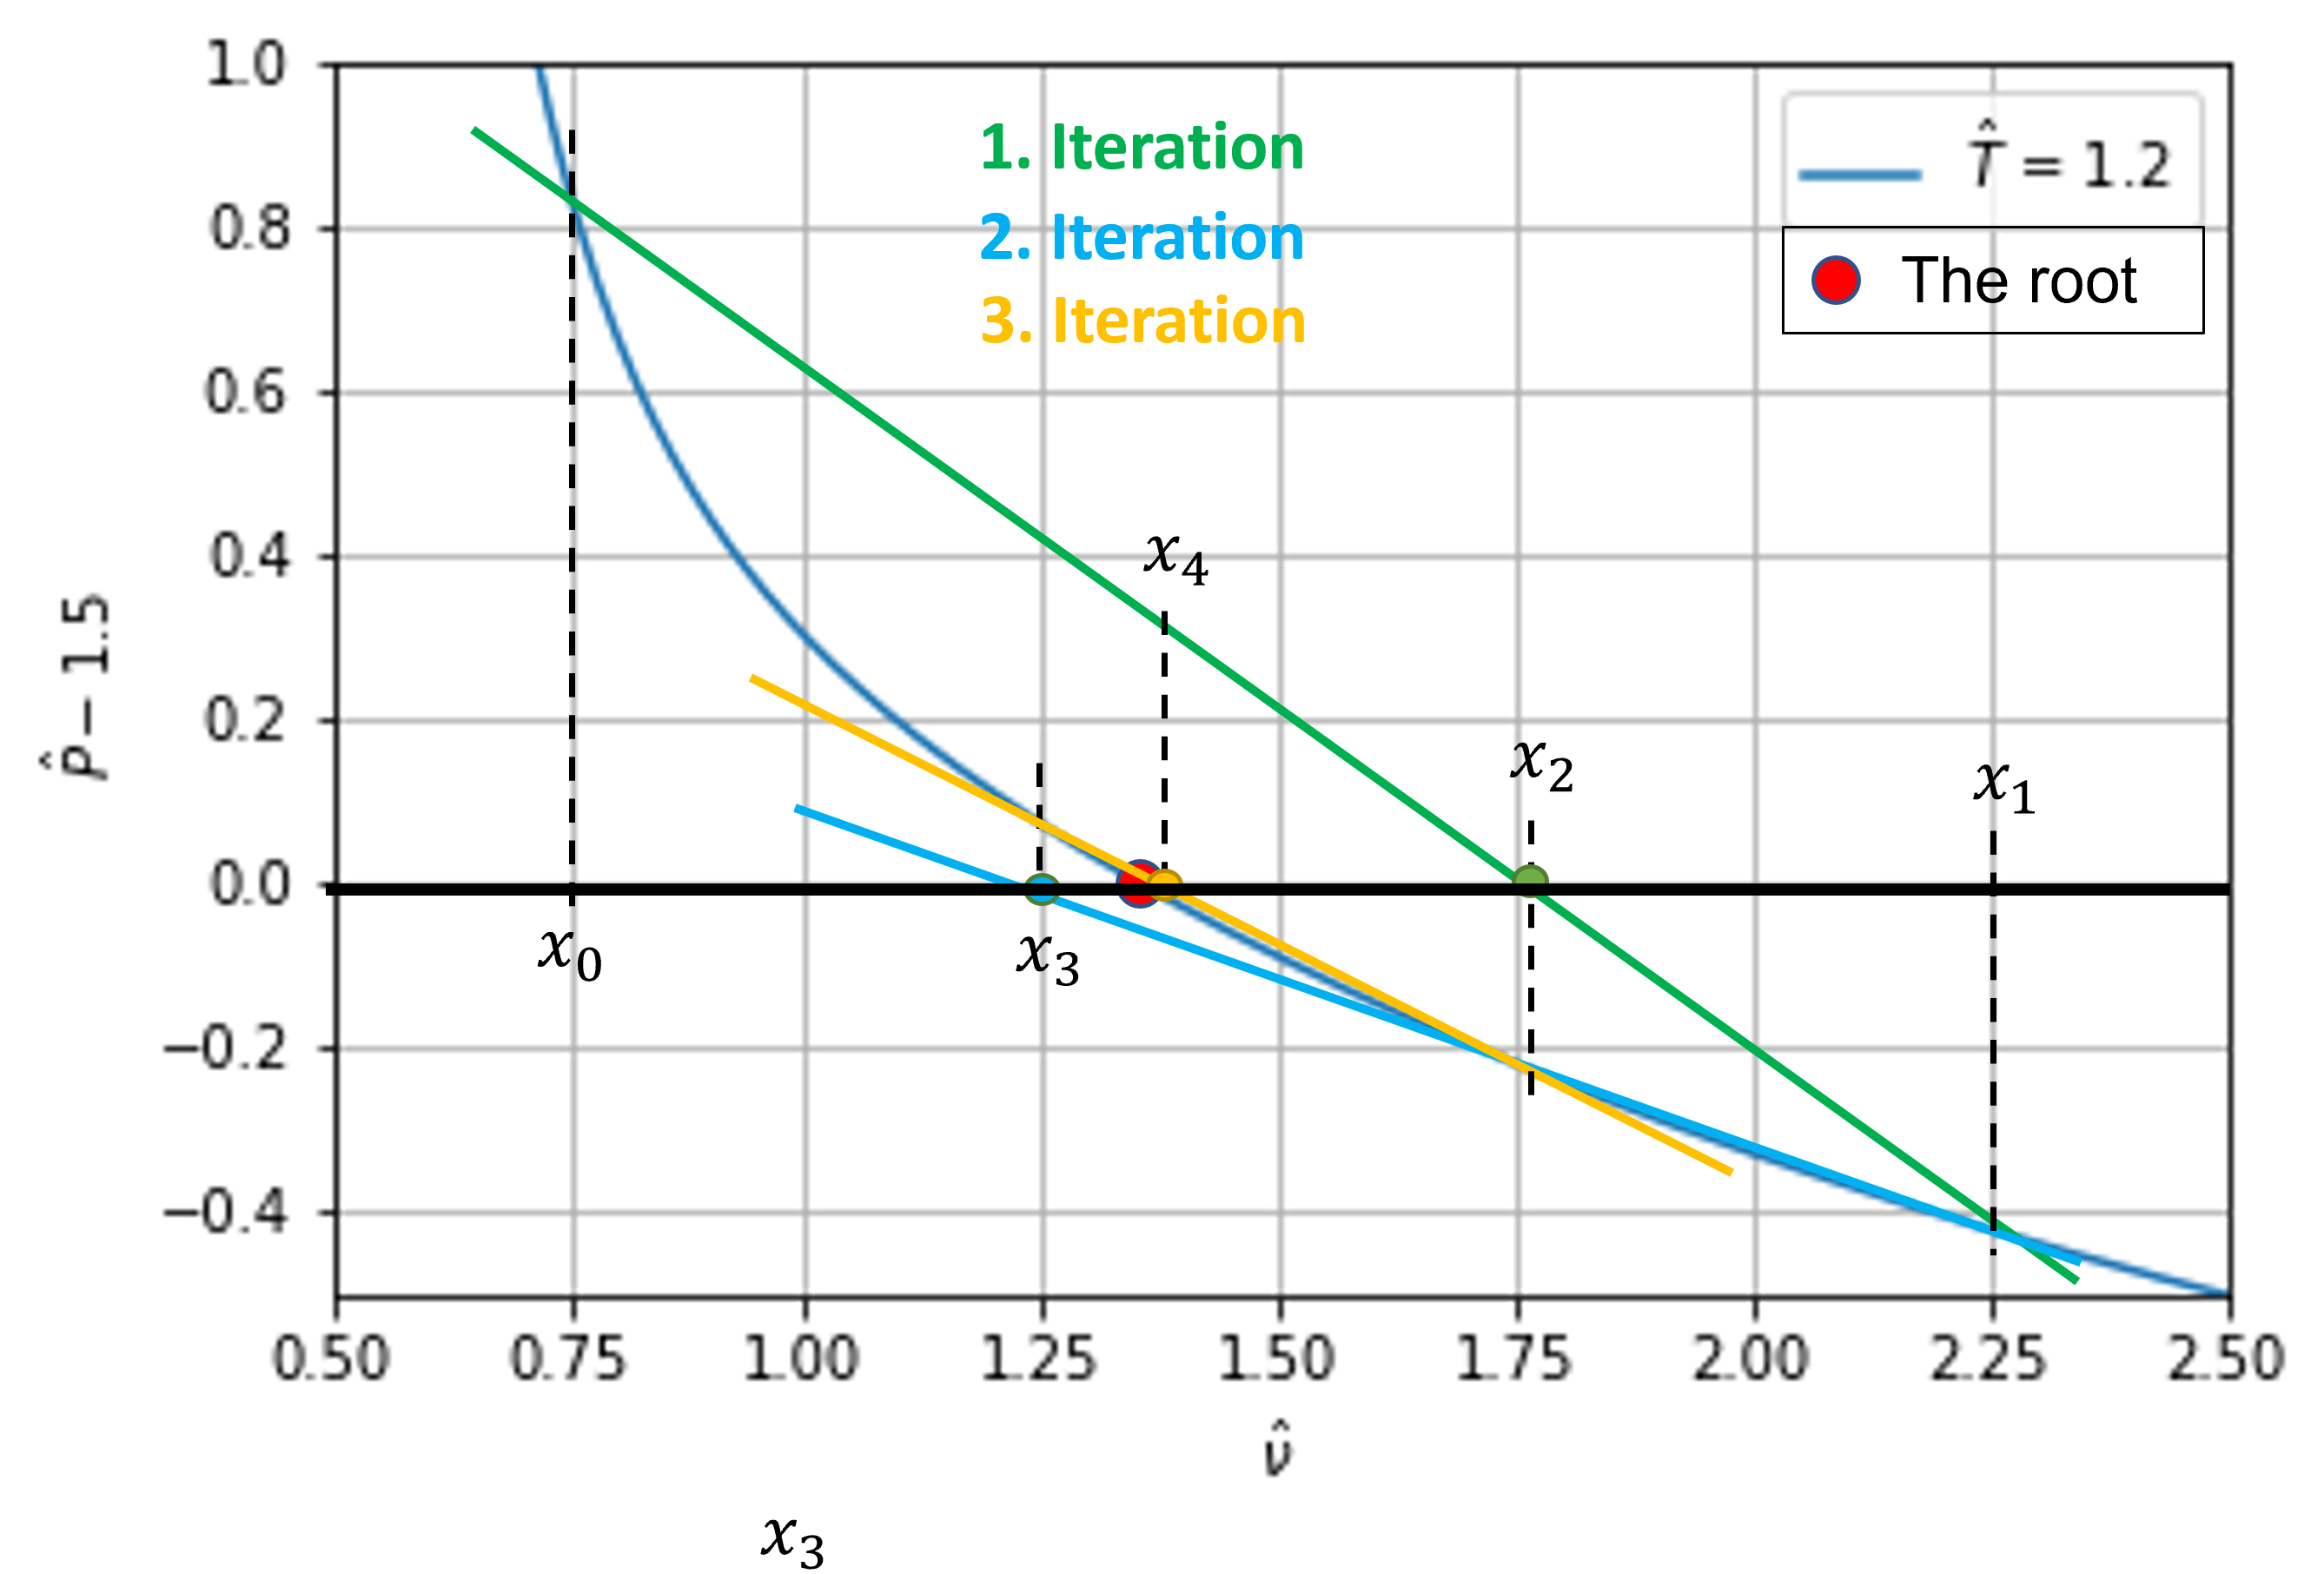 1.0
0.8
0.6
0.4
0.2
0.0
−0.2
−0.4
P̂ − 1.5
1. Iteration
2. Iteration
3. Iteration
T̂ = 1.2
The root
x₄
x₂
x₁
x₀
x₃
0.50 0.75 1.00 1.25 1.50 1.75 2.00 2.25 2.50
v̂
x₃